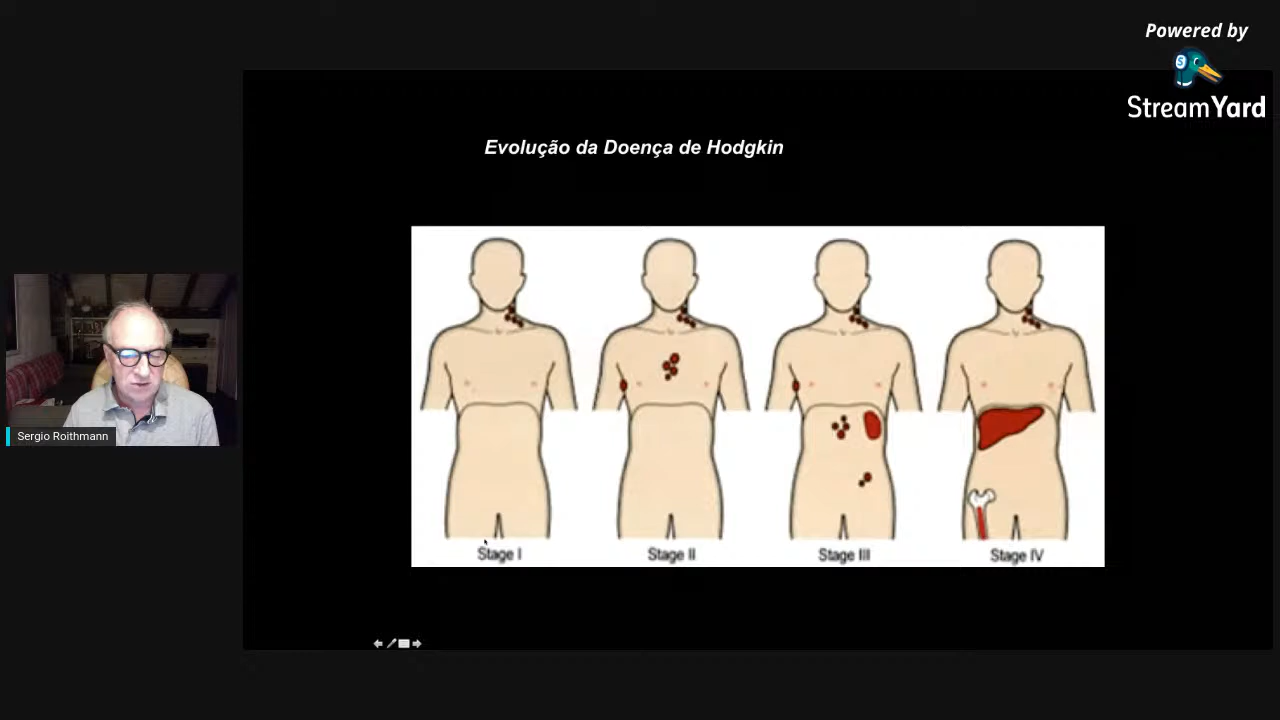 Powered by
StreamYard
Evolução da Doença de Hodgkin
Sergio Roithmann
Stage I
Stage II
Stage III
Stage IV